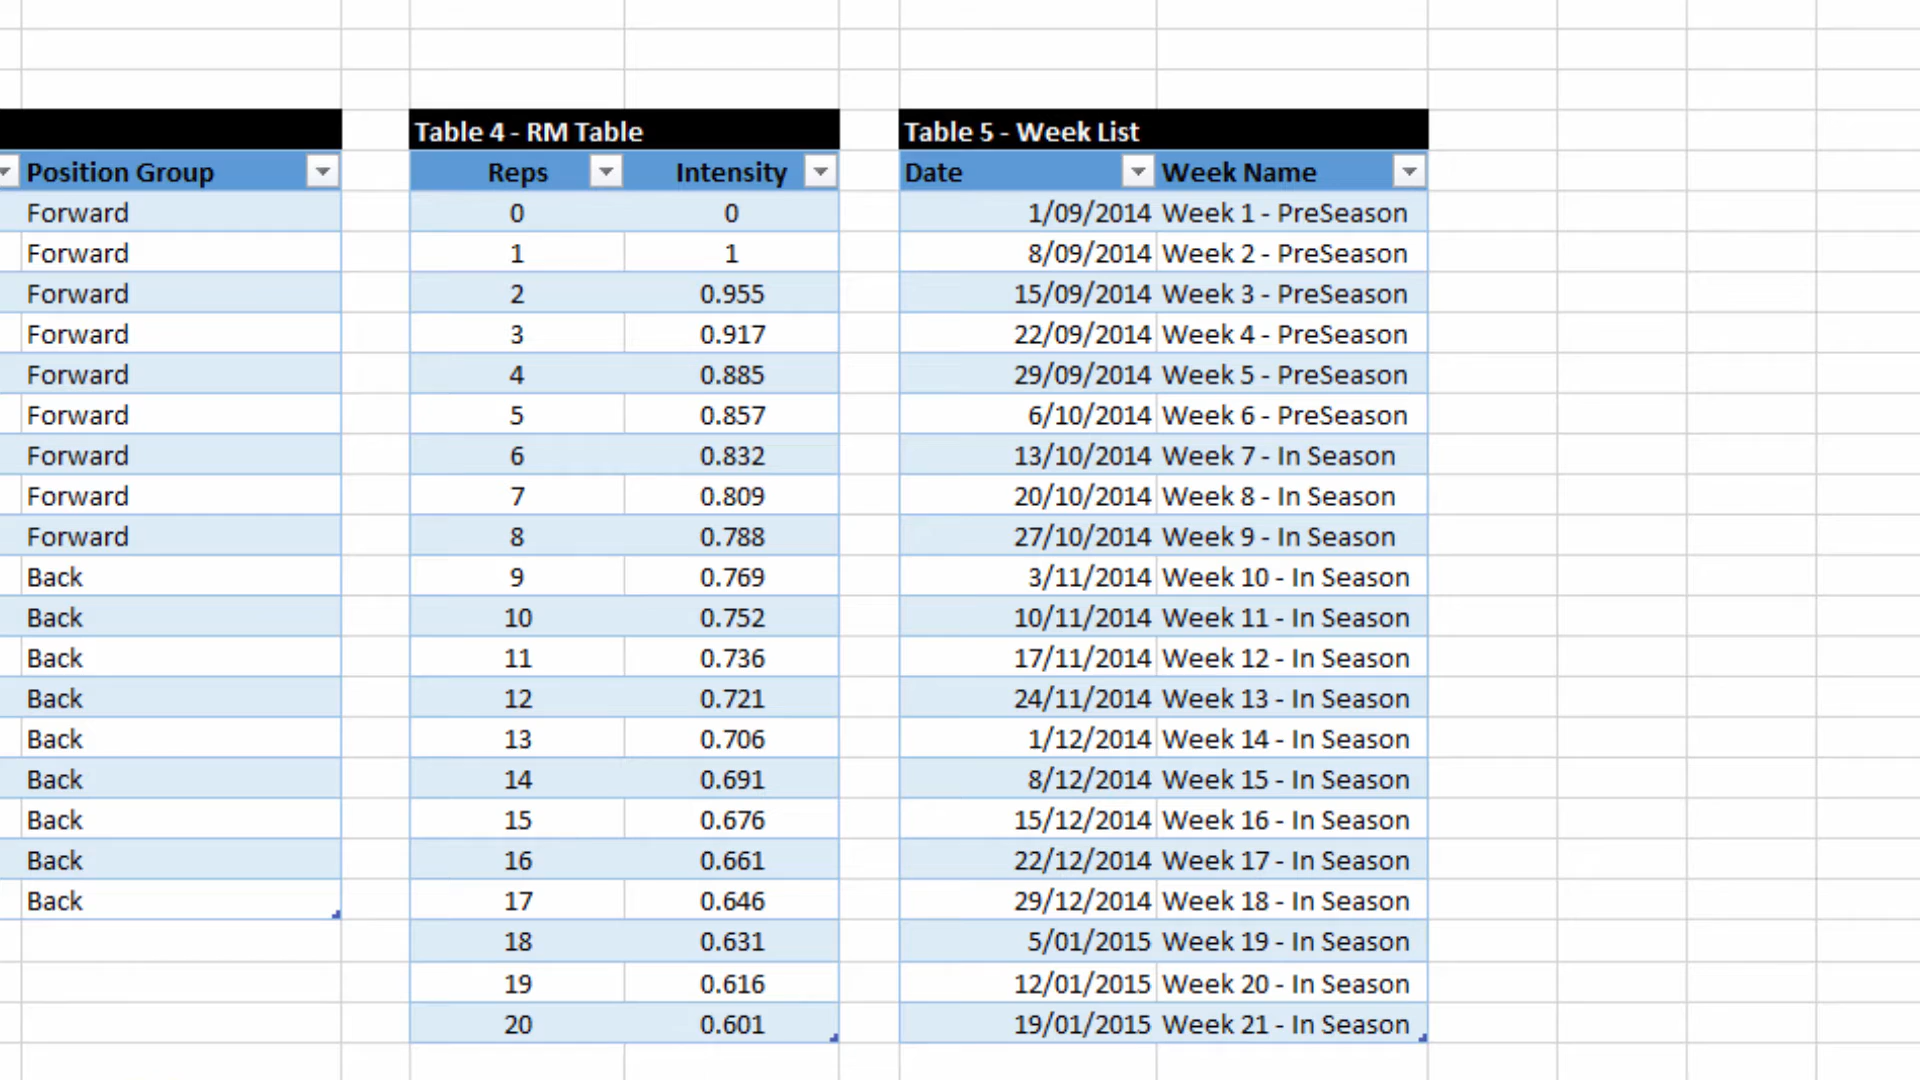 Table 4 - RM Table Table 5 - Week List
Position Group Reps Intensity Date Week Name
Forward 0 0 1/09/2014 Week 1 - PreSeason
Forward 1 1 8/09/2014 Week 2 - PreSeason
Forward 2 0.955 15/09/2014 Week 3 - PreSeason
Forward 3 0.917 22/09/2014 Week 4 - PreSeason
Forward 4 0.885 29/09/2014 Week 5 - PreSeason
Forward 5 0.857 6/10/2014 Week 6 - PreSeason
Forward 6 0.832 13/10/2014 Week 7 - In Season
Forward 7 0.809 20/10/2014 Week 8 - In Season
Forward 8 0.788 27/10/2014 Week 9 - In Season
Back 9 0.769 3/11/2014 Week 10 - In Season
Back 10 0.752 10/11/2014 Week 11 - In Season
Back 11 0.736 17/11/2014 Week 12 - In Season
Back 12 0.721 24/11/2014 Week 13 - In Season
Back 13 0.706 1/12/2014 Week 14 - In Season
Back 14 0.691 8/12/2014 Week 15 - In Season
Back 15 0.676 15/12/2014 Week 16 - In Season
Back 16 0.661 22/12/2014 Week 17 - In Season
Back 17 0.646 29/12/2014 Week 18 - In Season
18 0.631 5/01/2015 Week 19 - In Season
19 0.616 12/01/2015 Week 20 - In Season
20 0.601 19/01/2015 Week 21 - In Season